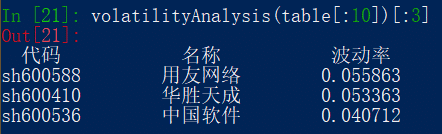 In [21]: volatilityAnalysis(table[:10])[:3]
Out[21]:
代码 名称 波动率
sh600588 用友网络 0.055863
sh600410 华胜天成 0.053363
sh600536 中国软件 0.040712